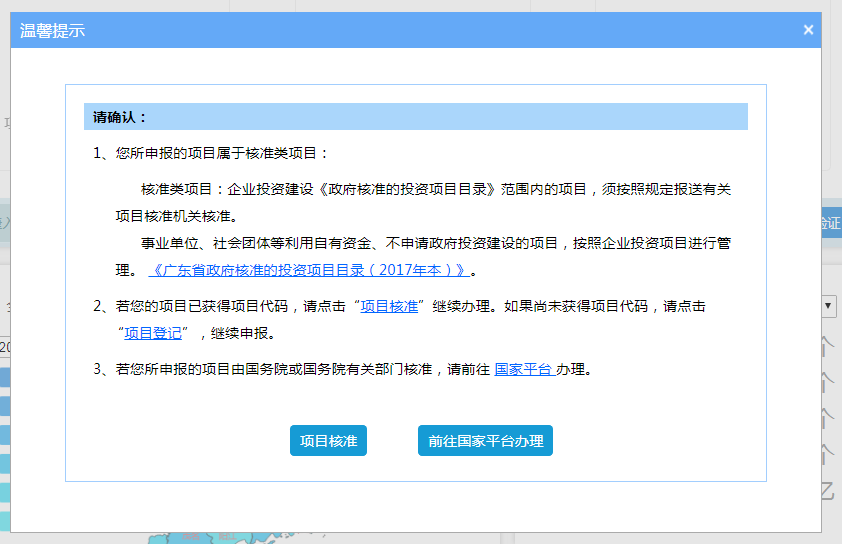 温馨提示
×
请确认：
1、您所申报的项目属于核准类项目：
核准类项目：企业投资建设《政府核准的投资项目目录》范围内的项目，须按照规定报送有关
项目核准机关核准。
事业单位、社会团体等利用自有资金、不申请政府投资建设的项目，按照企业投资项目进行管
理。《广东省政府核准的投资项目目录（2017年本）》。
2、若您的项目已获得项目代码，请点击“项目核准”继续办理。如果尚未获得项目代码，请点击
“项目登记”，继续申报。
3、若您所申报的项目由国务院或国务院有关部门核准，请前往 国家平台 办理。
项目核准
前往国家平台办理
验证
20
个
个
个
个
亿